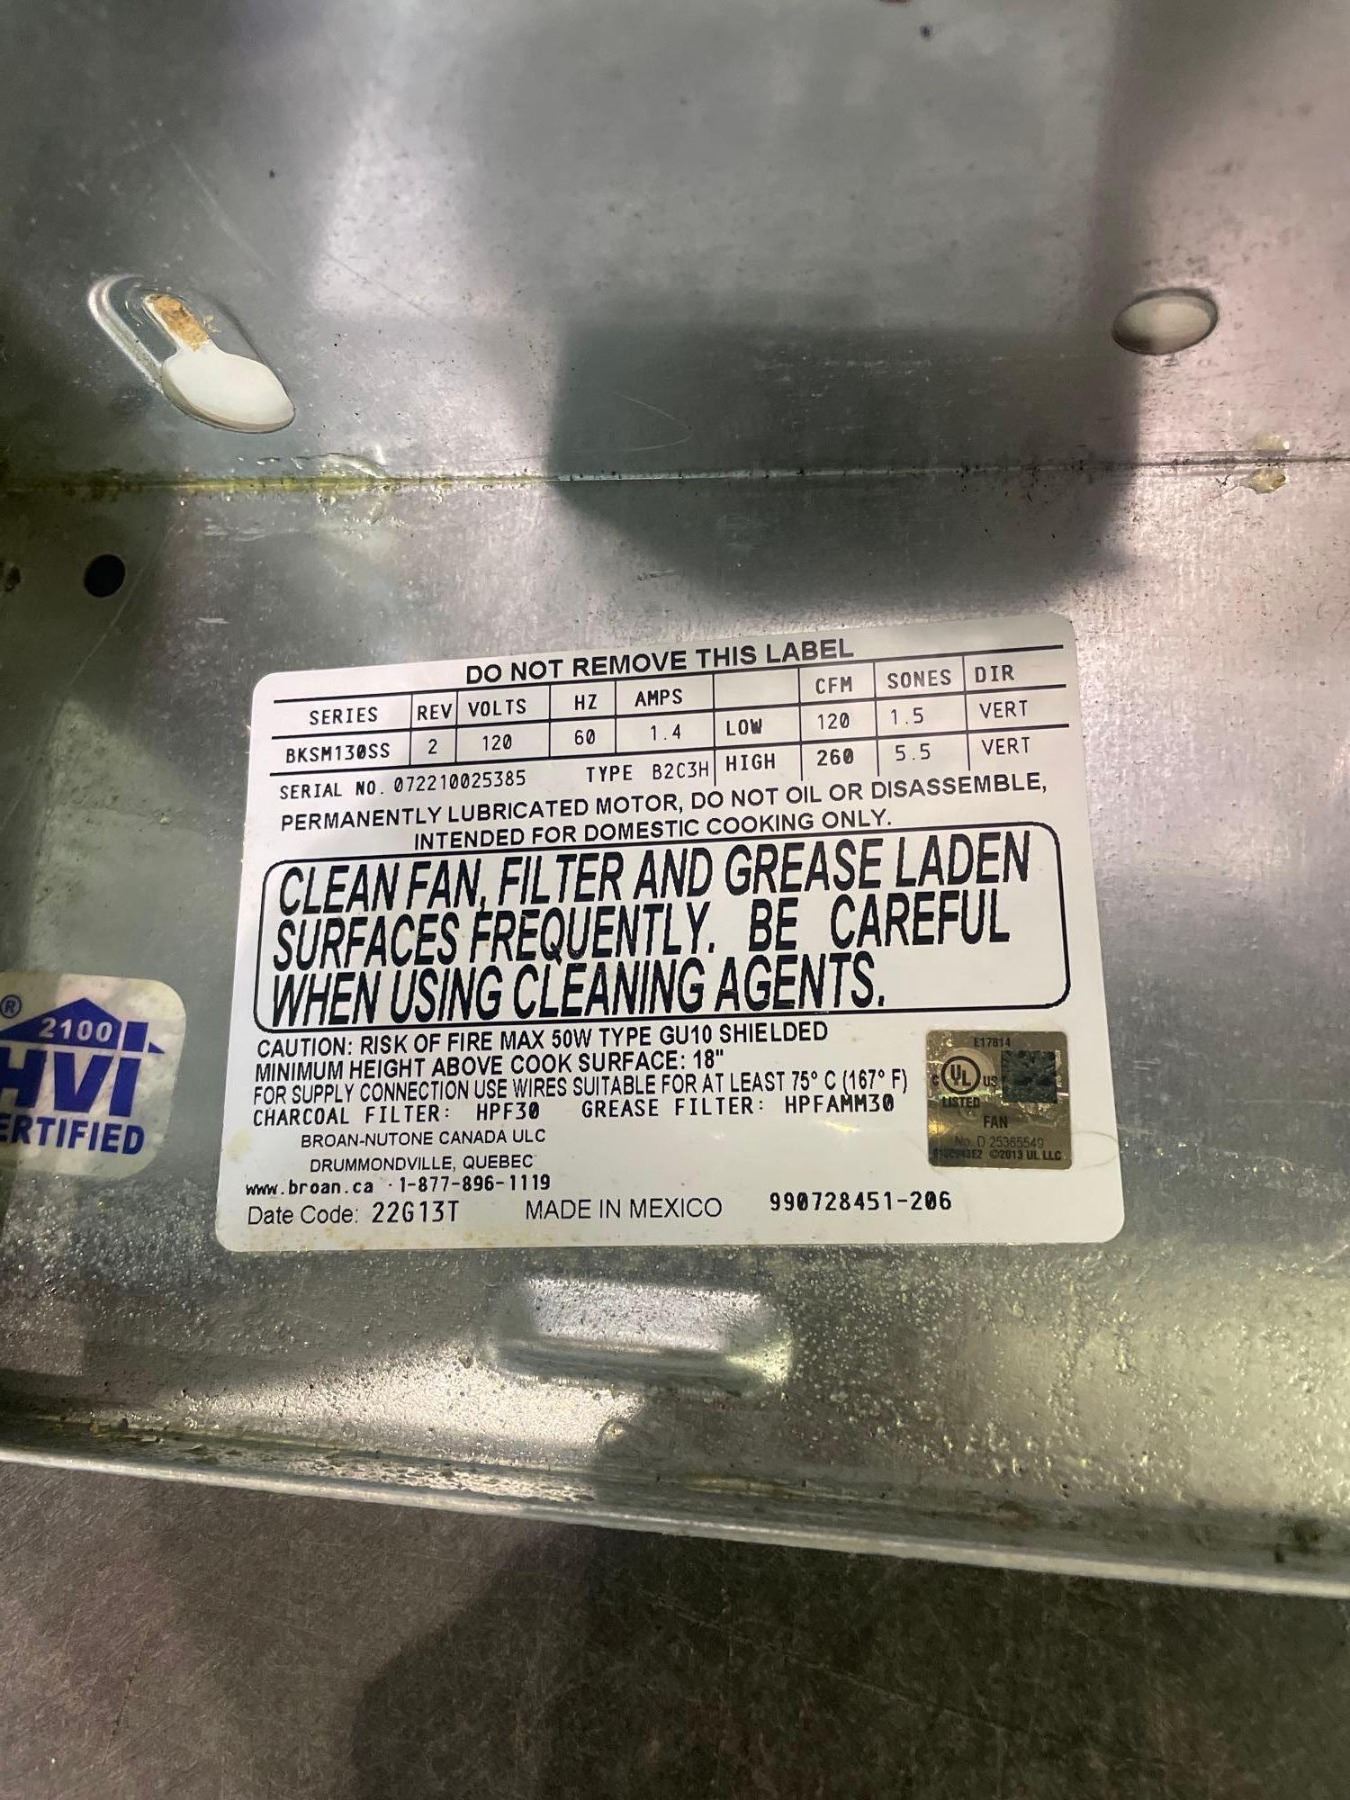 DO NOT REMOVE THIS LABEL
SERIES REV VOLTS HZ AMPS CFM SONES DIR
BKSM130SS 2 120 60 1.4 LOW 120 1.5 VERT
SERIAL NO. 072210025385 TYPE B2C3H HIGH 260 5.5 VERT
PERMANENTLY LUBRICATED MOTOR, DO NOT OIL OR DISASSEMBLE,
INTENDED FOR DOMESTIC COOKING ONLY.
CLEAN FAN, FILTER AND GREASE LADEN
SURFACES FREQUENTLY. BE CAREFUL
WHEN USING CLEANING AGENTS.
CAUTION: RISK OF FIRE MAX 50W TYPE GU10 SHIELDED
MINIMUM HEIGHT ABOVE COOK SURFACE: 18"
FOR SUPPLY CONNECTION USE WIRES SUITABLE FOR AT LEAST 75° C (167° F)
CHARCOAL FILTER: HPF30 GREASE FILTER: HPFAMM30
BROAN-NUTONE CANADA ULC
DRUMMONDVILLE, QUEBEC
www.broan.ca · 1-877-896-1119
Date Code: 22G13T MADE IN MEXICO 990728451-206
E17814
C UL US
LISTED
FAN
No. D 25365549
©2013 UL LLC
®
2100
HVI
ERTIFIED